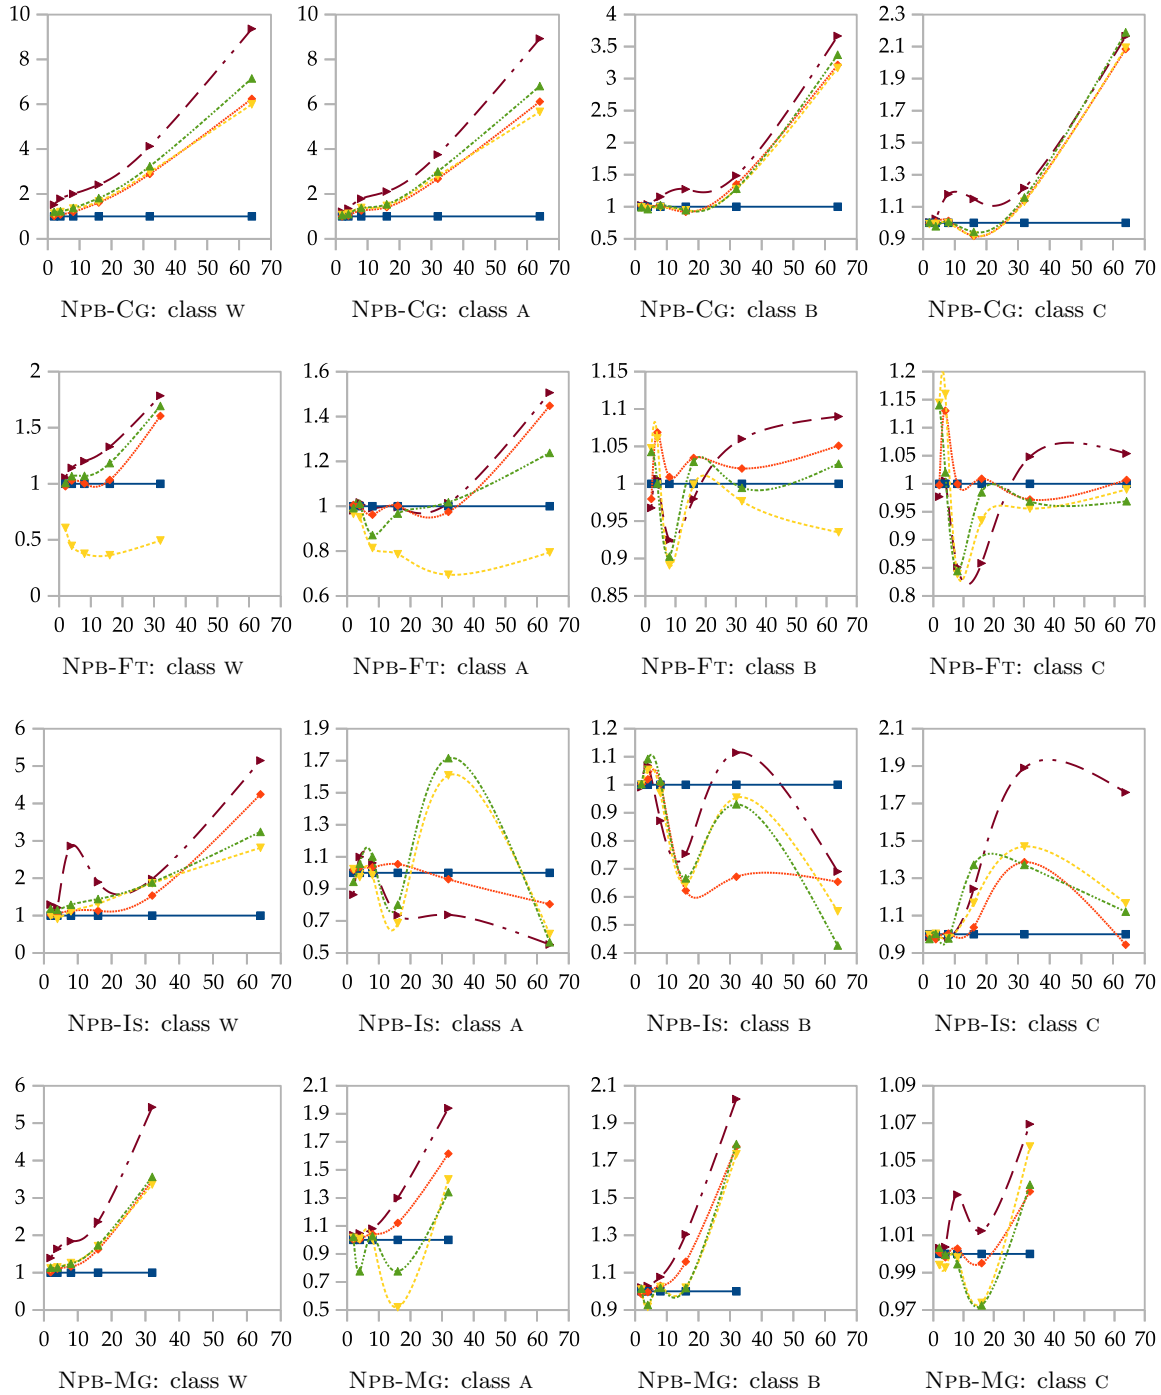 10 10 4 2.3
3.5 2.1
8 8
3 1.9
6 6 2.5 1.7
4 4 2 1.5
1.5 1.3
2 2
1 1.1
0 0 0.5 0.9
0 10 20 30 40 50 60 70 0 10 20 30 40 50 60 70 0 10 20 30 40 50 60 70 0 10 20 30 40 50 60 70
NPB-CG: class W NPB-CG: class A NPB-CG: class B NPB-CG: class C
2 1.6 1.15 1.2
1.15
1.1
1.5 1.4 1.1
1.05
1.2 1.05
1 1 1
1 0.95
0.95
0.5 0.8 0.9
0.9 0.85
0 0.6 0.85 0.8
0 10 20 30 40 50 60 70 0 10 20 30 40 50 60 70 0 10 20 30 40 50 60 70 0 10 20 30 40 50 60 70
NPB-FT: class W NPB-FT: class A NPB-FT: class B NPB-FT: class C
6 1.9 1.2 2.1
5 1.7 1.2 1.9
1.5 1.1
4 1 1.7
1.3 0.9
3 1.1 0.8 1.5
2 0.9 0.7 1.3
0.6
1 0.7 0.5 1.1
0 0.5 0.4 0.9
0 10 20 30 40 50 60 70 0 10 20 30 40 50 60 70 0 10 20 30 40 50 60 70 0 10 20 30 40 50 60 70
NPB-IS: class W NPB-IS: class A NPB-IS: class B NPB-IS: class C
6 2.1 2.1 1.09
5 1.9 1.9 1.07
1.7
4 1.5 1.7 1.05
3 1.3 1.5 1.03
2 1.1 1.3 1.01
0.9
1 0.7 1.1 0.99
0 0.5 0.9 0.97
0 10 20 30 40 50 60 70 0 10 20 30 40 50 60 70 0 10 20 30 40 50 60 70 0 10 20 30 40 50 60 70
NPB-MG: class W NPB-MG: class A NPB-MG: class B NPB-MG: class C